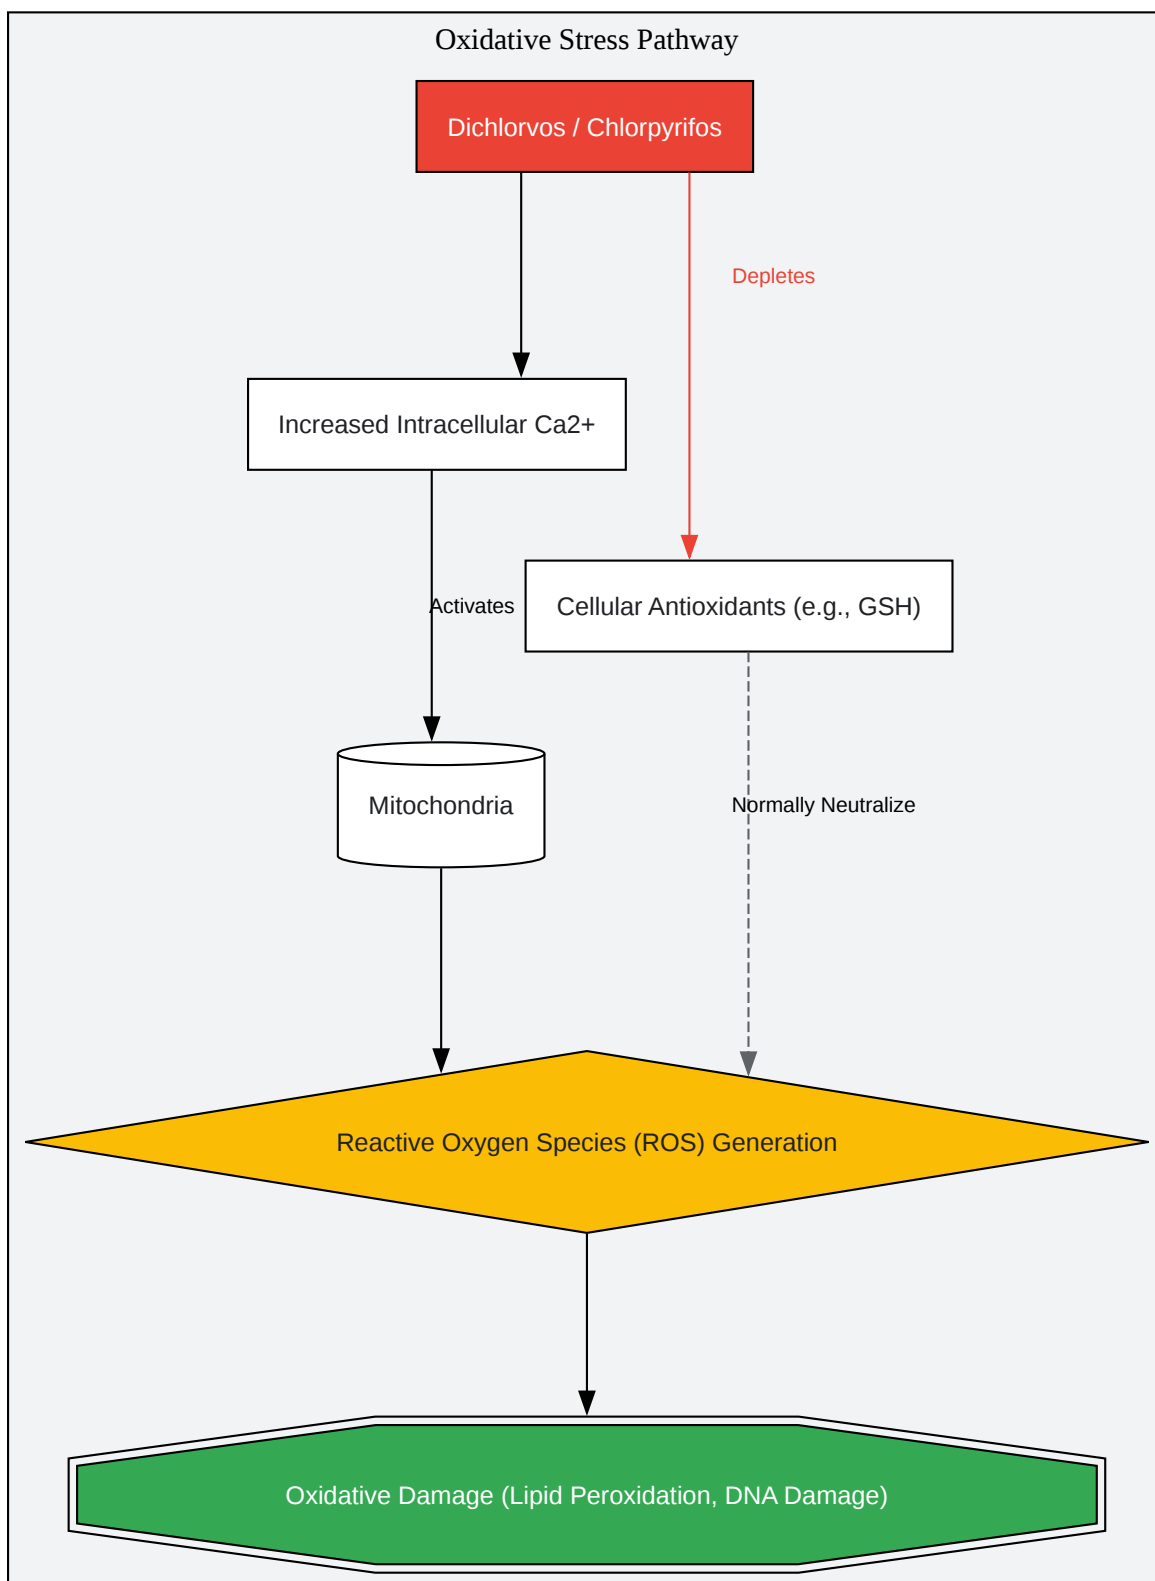 Oxidative Stress Pathway
Dichlorvos / Chlorpyrifos
Depletes
Increased Intracellular Ca2+
Activates
Cellular Antioxidants (e.g., GSH)
Mitochondria
Normally Neutralize
Reactive Oxygen Species (ROS) Generation
Oxidative Damage (Lipid Peroxidation, DNA Damage)